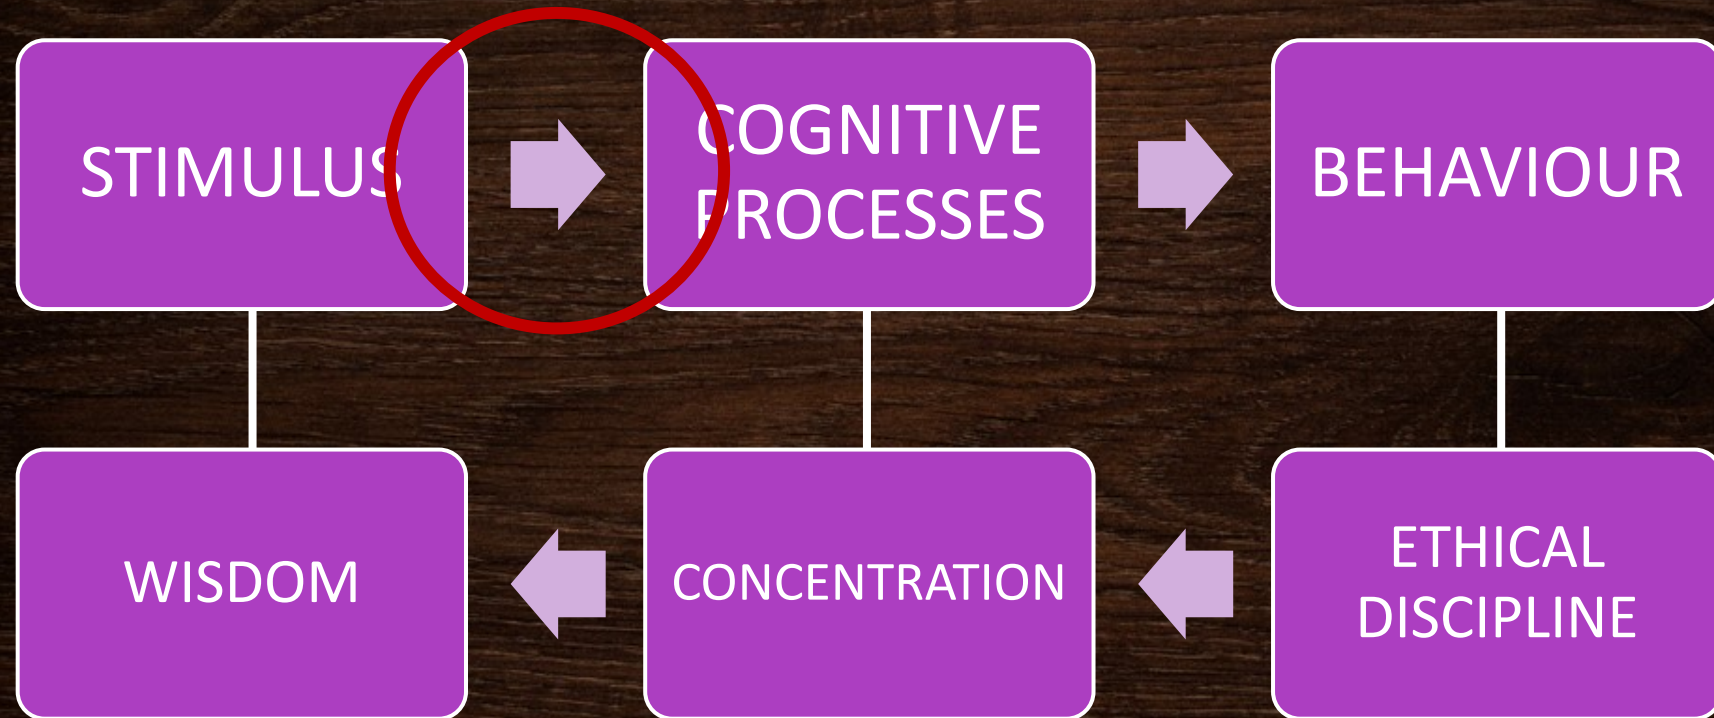 STIMULUS
COGNITIVE
PROCESSES
BEHAVIOUR
WISDOM
CONCENTRATION
ETHICAL
DISCIPLINE